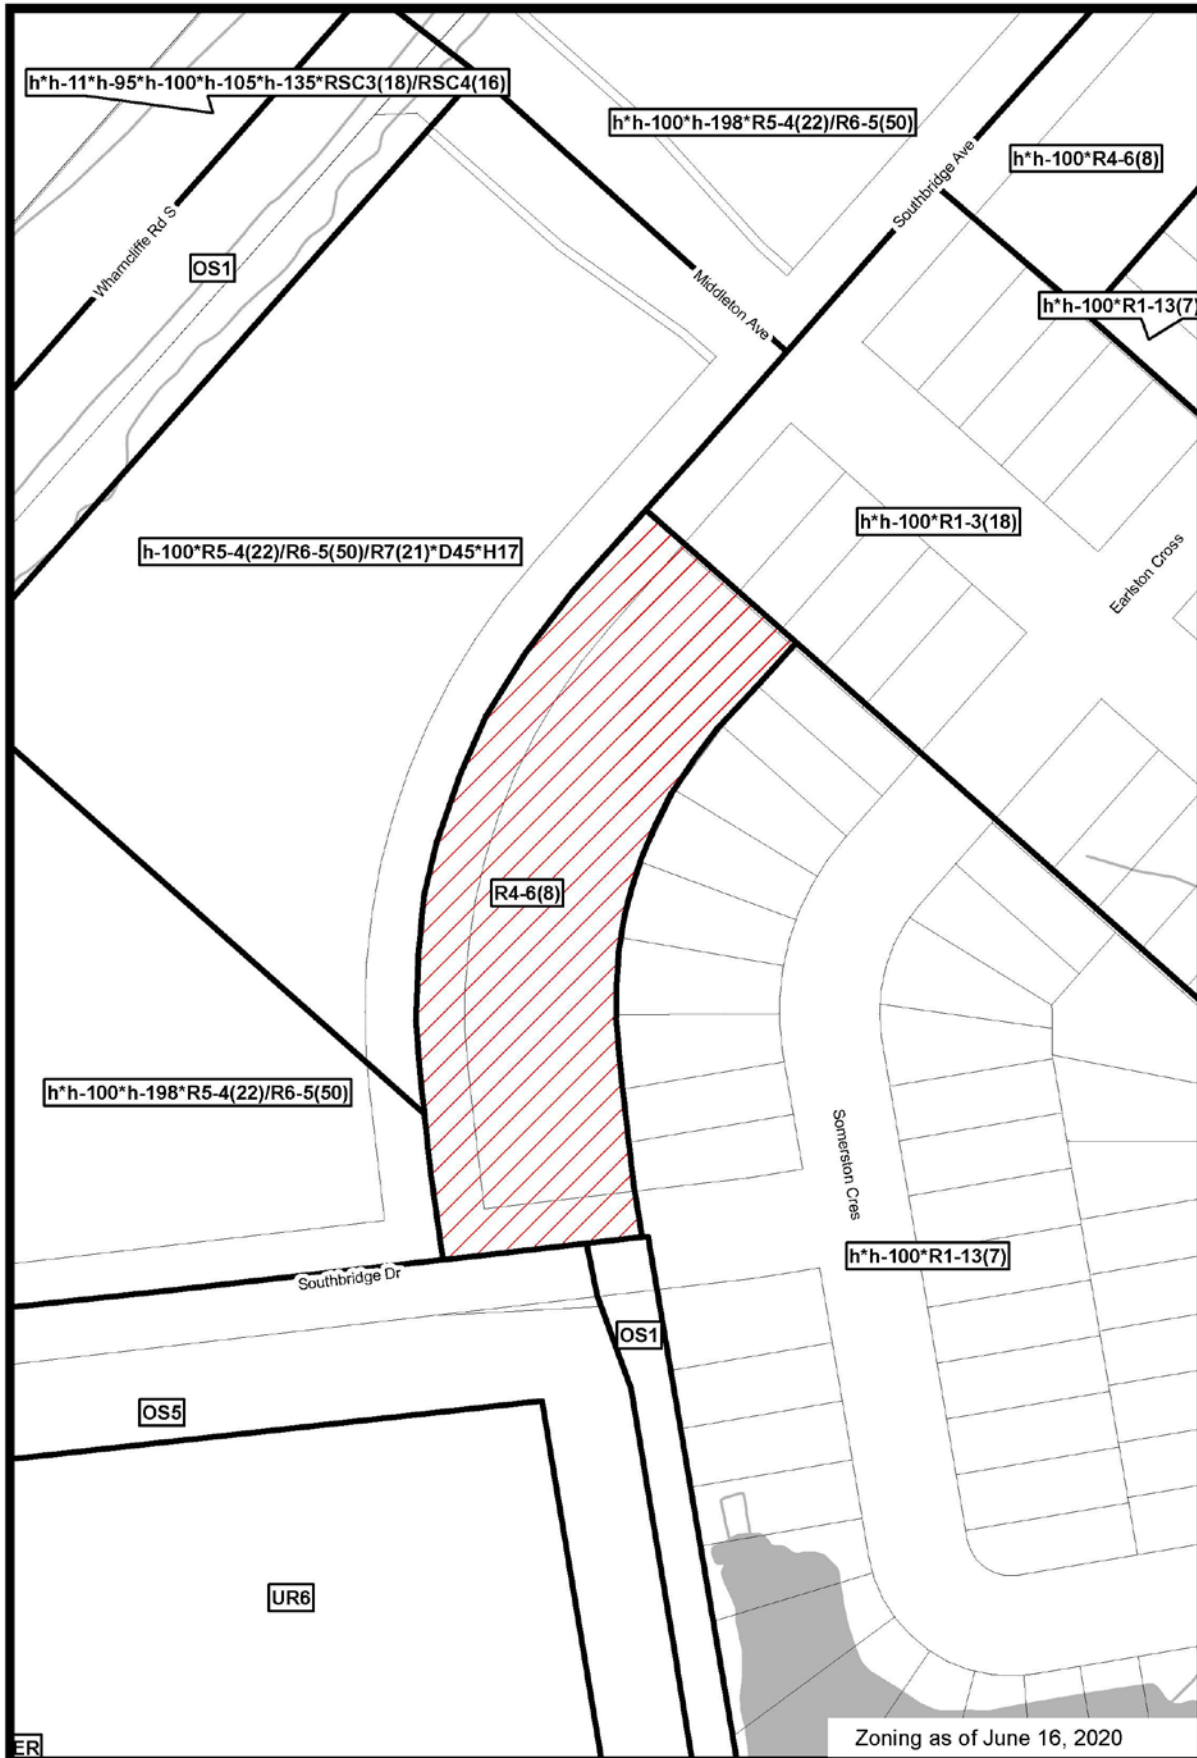 h*h-11*h-95*h-100*h-105*h-135*RSC3(18)/RSC4(16)
h*h-100*h-198*R5-4(22)/R6-5(50)
h*h-100*R4-6(8)
Southbridge Ave
Wharncliffe Rd S
OS1
Middleton Ave
h*h-100*R1-13(7)
h*h-100*R1-3(18)
h-100*R5-4(22)/R6-5(50)/R7(21)*D45*H17
Earlston Cross
R4-6(8)
h*h-100*h-198*R5-4(22)/R6-5(50)
Somerston Cres
h*h-100*R1-13(7)
Southbridge Dr
OS1
OS5
UR6
ER
Zoning as of June 16, 2020